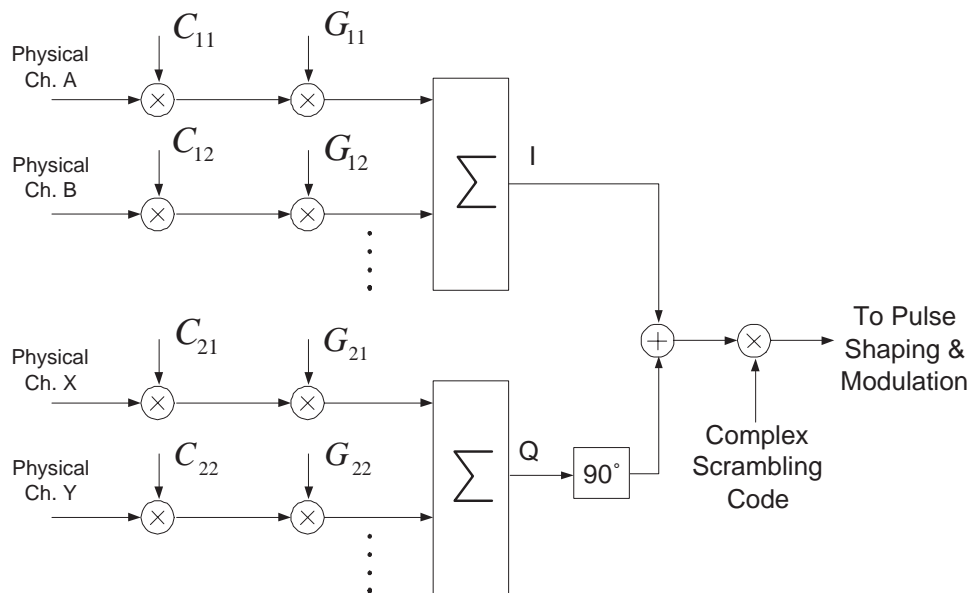 C11
G11
Physical
Ch. A
C12
G12
Physical
Ch. B
∑
I
C21
G21
Physical
Ch. X
C22
G22
Physical
Ch. Y
∑
Q
90°
To Pulse
Shaping &
Modulation
Complex
Scrambling
Code